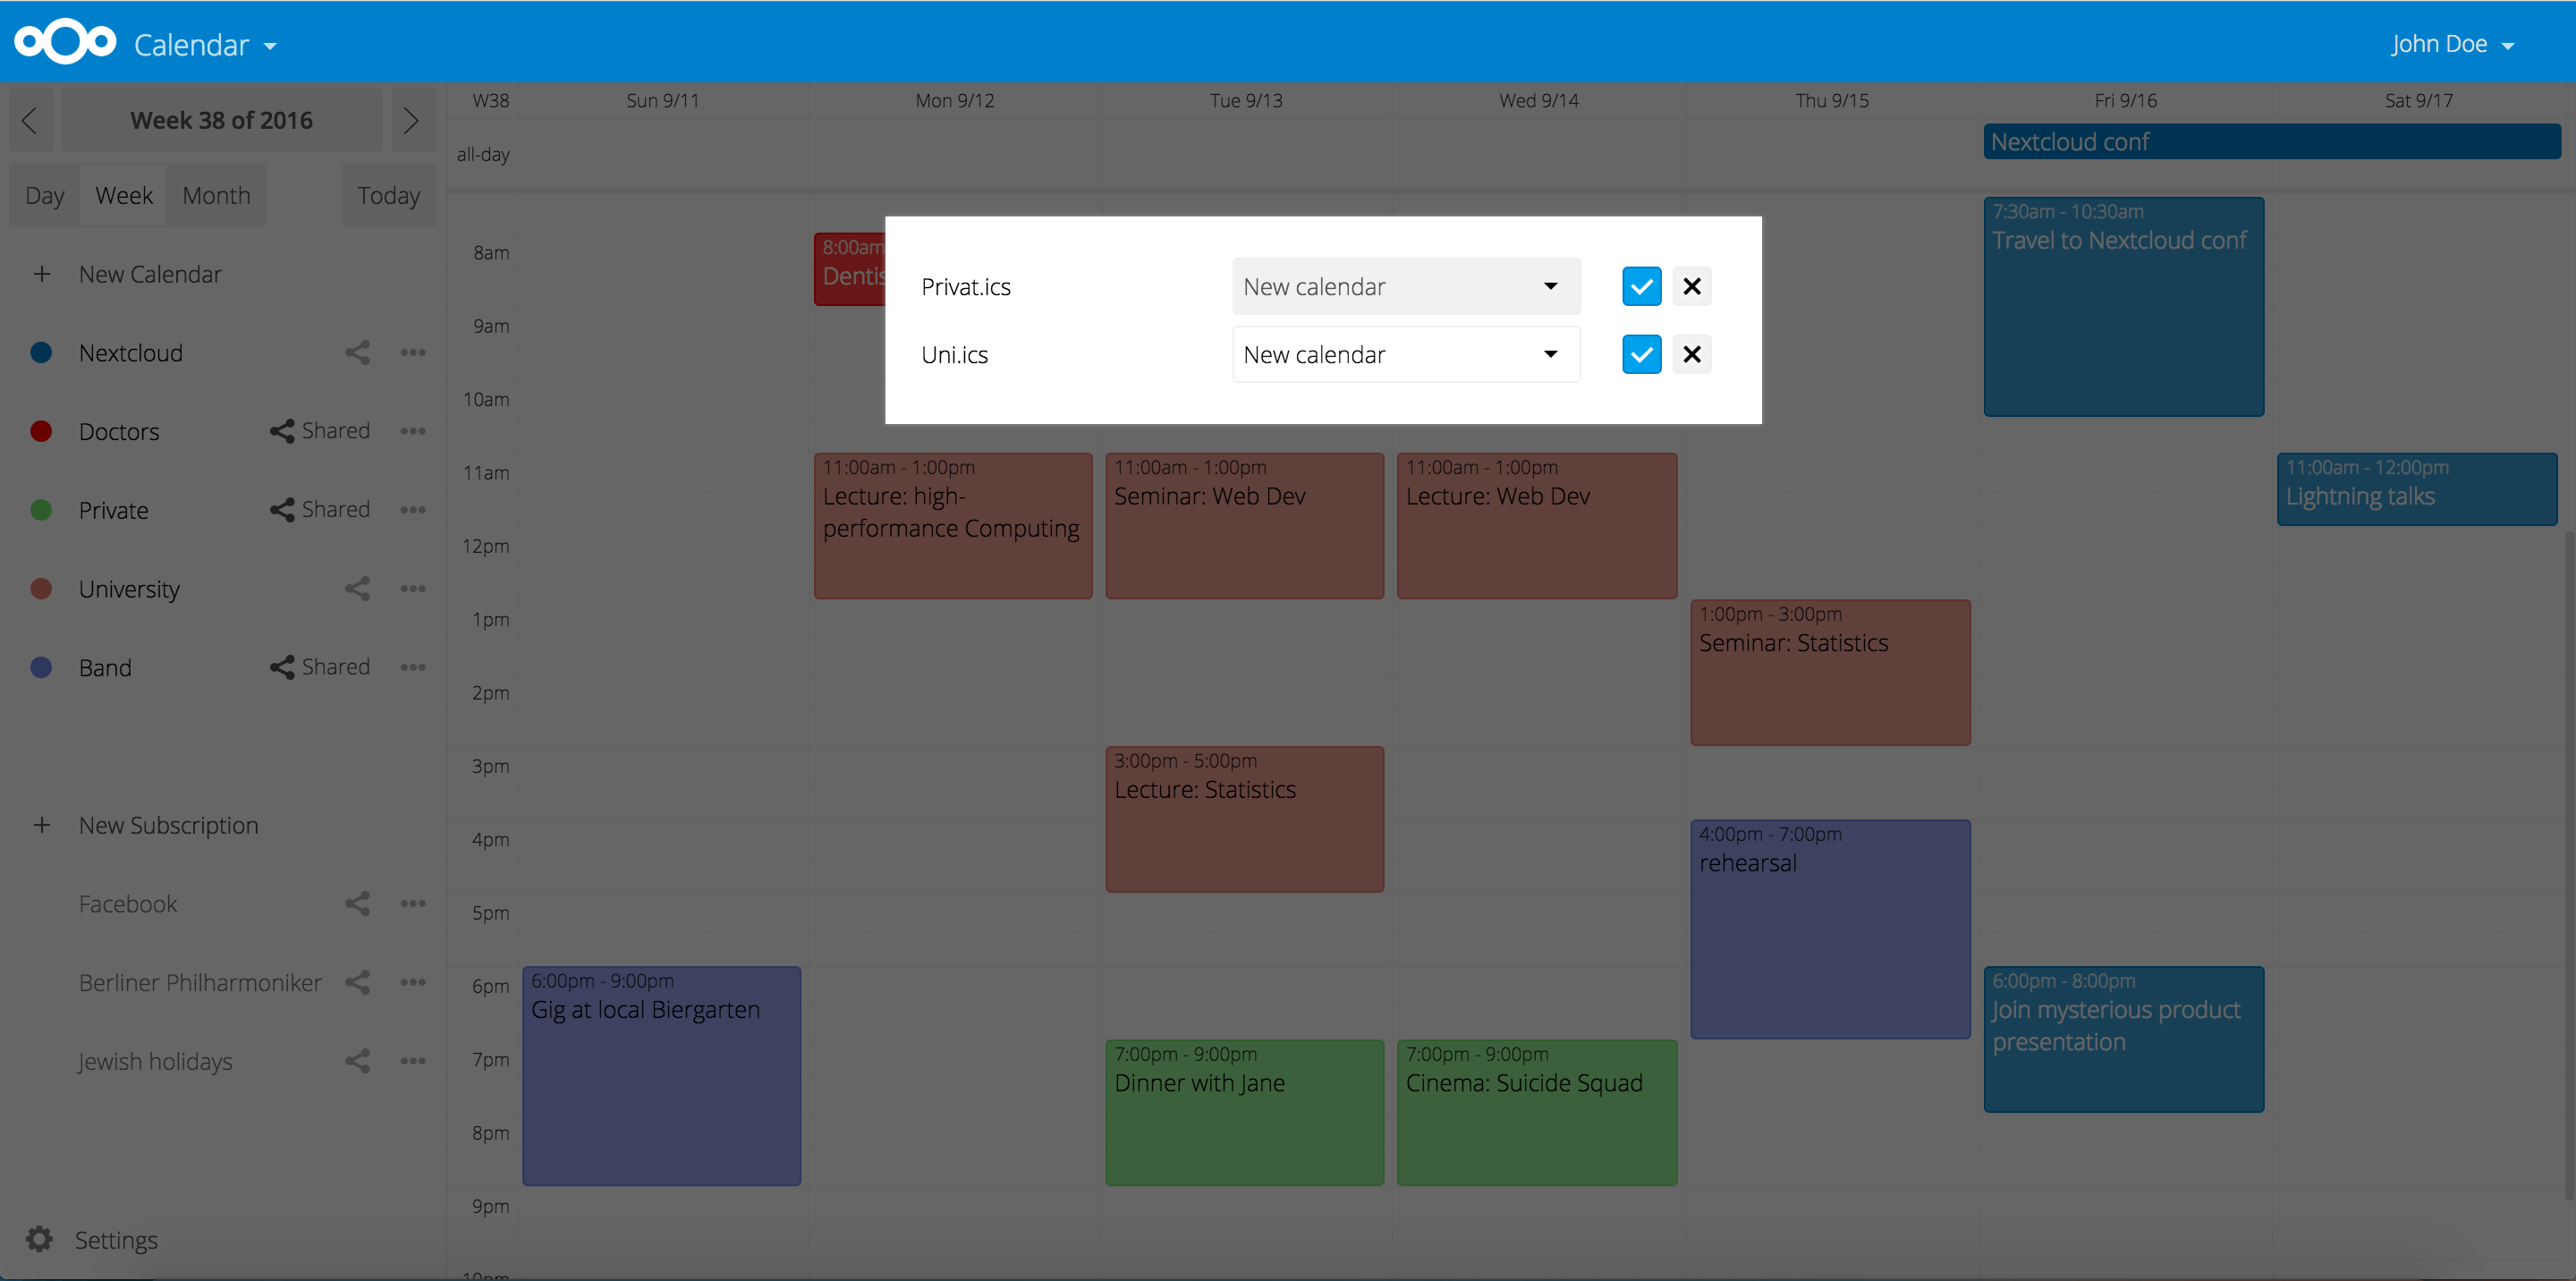 Calendar
John Doe
Week 38 of 2016
Day Week Month Today
New Calendar
Nextcloud
Doctors Shared
Private Shared
University
Band Shared
New Subscription
Facebook
Berliner Philharmoniker
Jewish holidays
Settings
W38 Sun 9/11 Mon 9/12 Tue 9/13 Wed 9/14 Thu 9/15 Fri 9/16 Sat 9/17
all-day
Nextcloud conf
8am
9am
10am
11am
12pm
1pm
2pm
3pm
4pm
5pm
6pm
7pm
8pm
9pm
10pm
Privat.ics New calendar
Uni.ics New calendar
6:00pm - 9:00pm
Gig at local Biergarten
8:00am
Dentis
11:00am - 1:00pm
Lecture: high-
performance Computing
11:00am - 1:00pm
Seminar: Web Dev
3:00pm - 5:00pm
Lecture: Statistics
7:00pm - 9:00pm
Dinner with Jane
11:00am - 1:00pm
Lecture: Web Dev
7:00pm - 9:00pm
Cinema: Suicide Squad
1:00pm - 3:00pm
Seminar: Statistics
4:00pm - 7:00pm
rehearsal
7:30am - 10:30am
Travel to Nextcloud conf
6:00pm - 8:00pm
Join mysterious product
presentation
11:00am - 12:00pm
Lightning talks